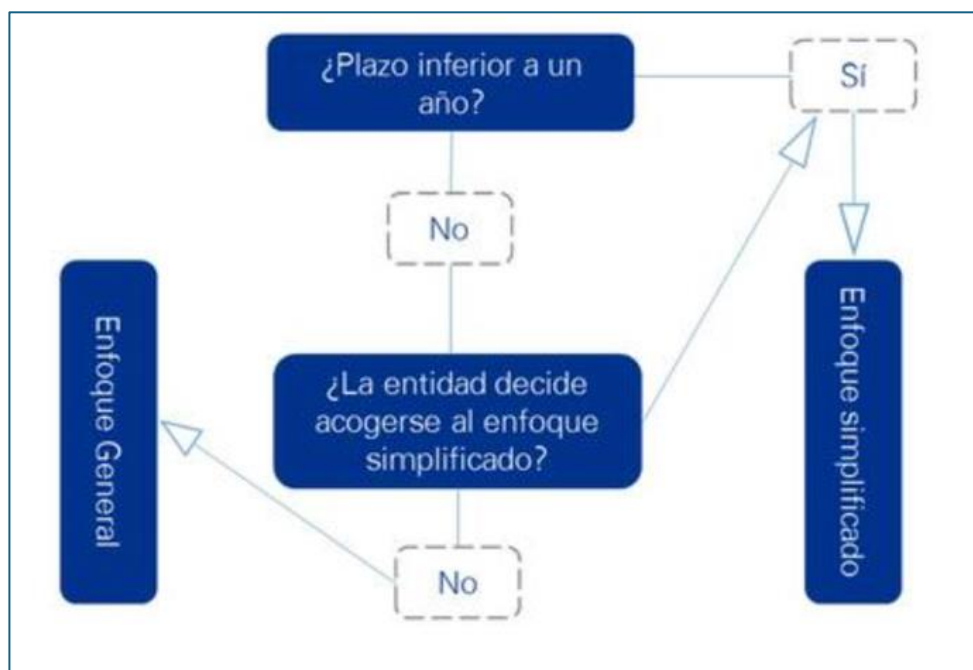 ¿Plazo inferior a un
año?
Sí
No
¿La entidad decide
acogerse al enfoque
simplificado?
No
Enfoque General
Enfoque simplificado